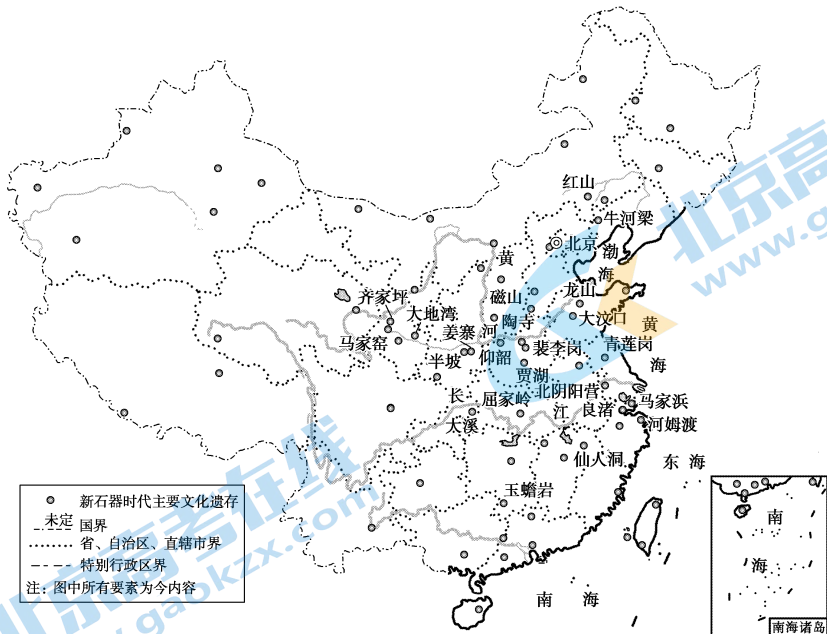 红山
牛河梁
北京
渤
海
黄
齐家坪
大地湾
磁山
龙山
陶寺
大汶口
黄
海
马家窑
姜寨
河
半坡
仰韶
裴李岗
青莲岗
贾湖
北阴阳营
长
屈家岭
江
良渚
马家浜
大溪
河姆渡
仙人洞
东海
玉蟾岩
新石器时代主要文化遗存
未定
国界
省、自治区、直辖市界
特别行政区界
注：图中所有要素为今内容
南海
南
海
南海诸岛
北京高考在线
www.gaokzx.com
北京高
www.ga